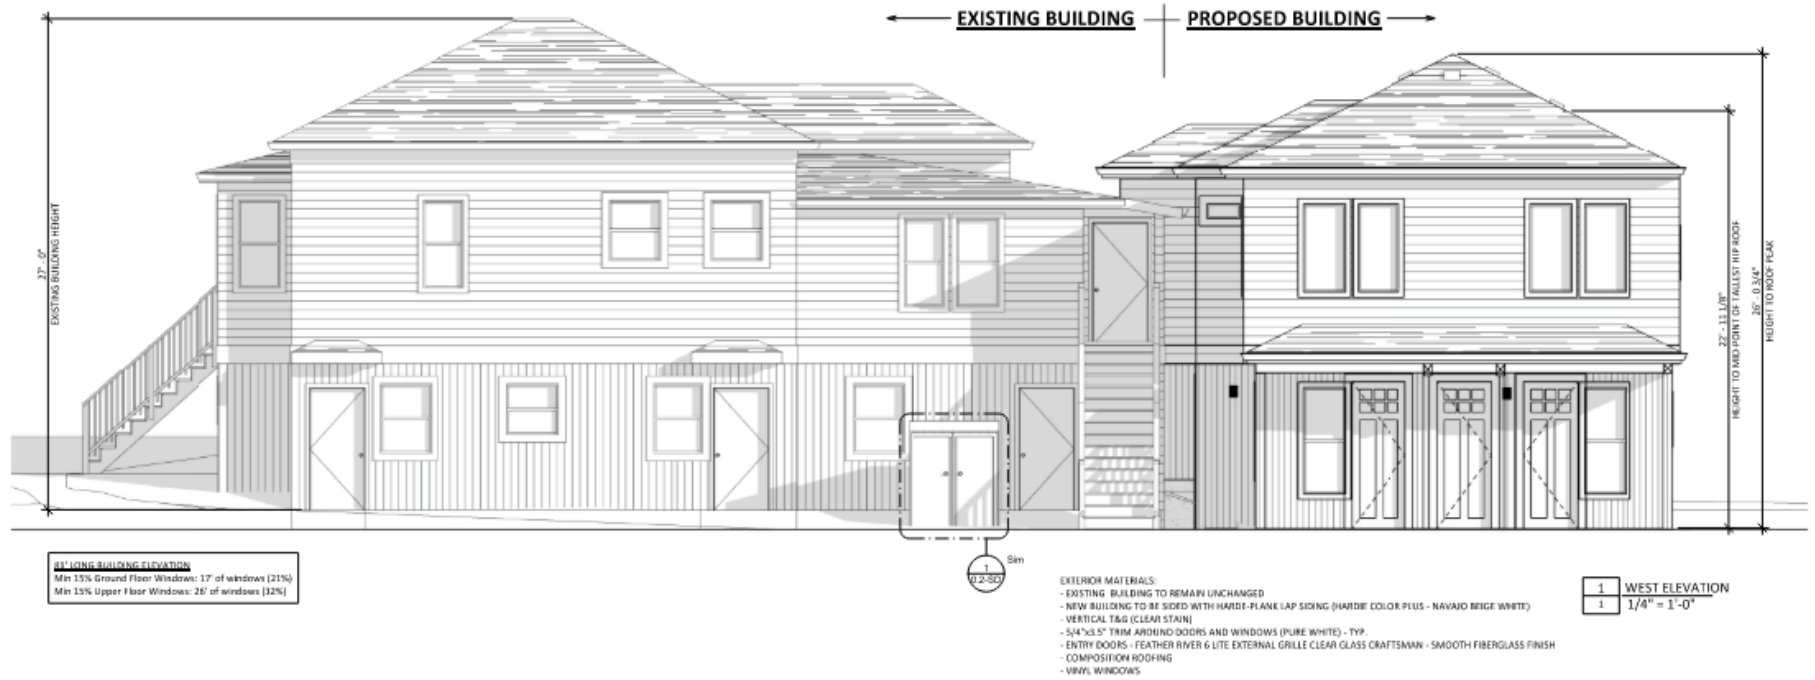 EXISTING BUILDING
PROPOSED BUILDING
27' - 0"
EXISTING BUILDING HEIGHT
22' - 11 1/8"
HEIGHT TO MID-POINT OF TALLEST HIP ROOF
26' - 0 3/4"
HEIGHT TO ROOF PEAK
81' LONG BUILDING ELEVATION
Min 15% Ground Floor Windows: 17' of windows (21%)
Min 15% Upper Floor Windows: 26' of windows (32%)
1
0.2-SD
Sim
EXTERIOR MATERIALS:
- EXISTING BUILDING TO REMAIN UNCHANGED
- NEW BUILDING TO BE SIDED WITH HARDE-PLANK LAP SIDING (HARDIE COLOR PLUS - NAVAJO BEIGE WHITE)
- VERTICAL T&G (CLEAR STAIN)
- 5/4"x3.5" TRIM AROUND DOORS AND WINDOWS (PURE WHITE) - TYP.
- ENTRY DOORS - FEATHER RIVER 6 LITE EXTERNAL GRILLE CLEAR GLASS CRAFTSMAN - SMOOTH FIBERGLASS FINISH
- COMPOSITION ROOFING
- VINYL WINDOWS
1 WEST ELEVATION
1 1/4" = 1'-0"